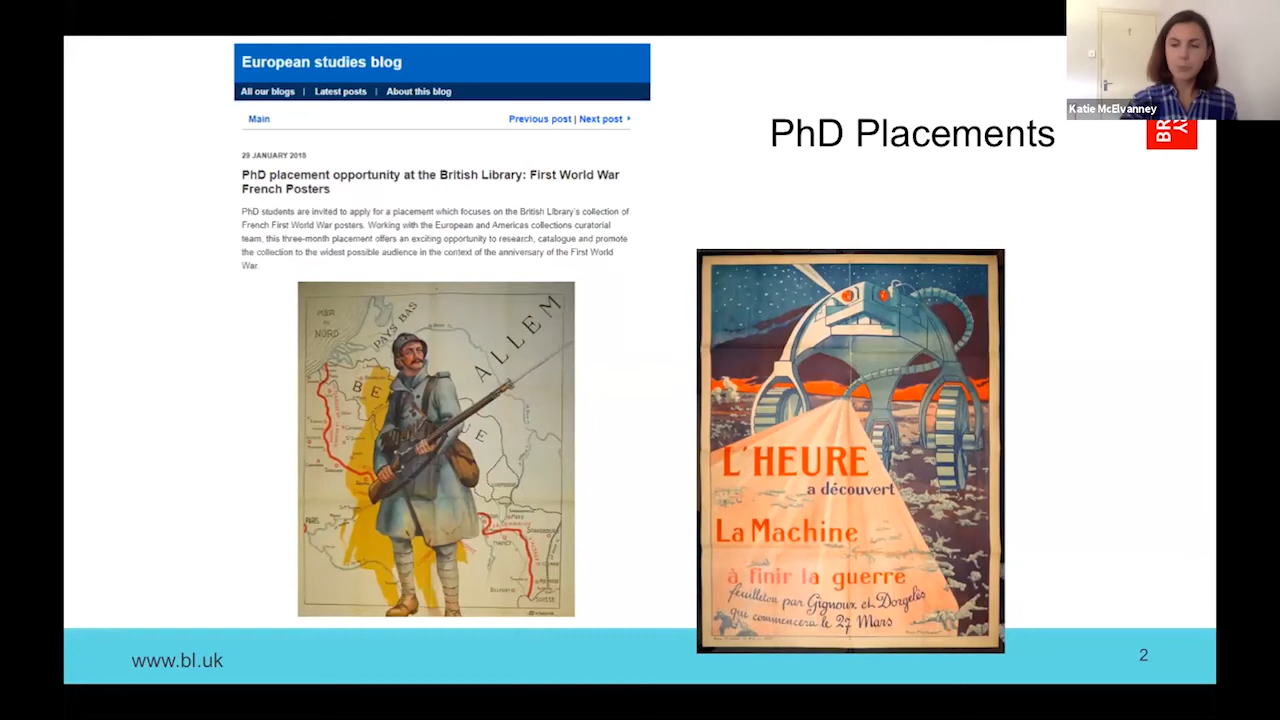 European studies blog
All our blogs | Latest posts | About this blog
Main Previous post | Next post
29 JANUARY 2018
PhD placement opportunity at the British Library: First World War
French Posters
PhD students are invited to apply for a placement which focuses on the British Library's collection of
French First World War posters. Working with the European and Americas collections curatorial
team, this three-month placement offers an exciting opportunity to research, catalogue and promote
the collection to the widest possible audience in the context of the anniversary of the First World
War.
MER
DU
NORD
PAYS BAS
ALLEM
BE
UE
PARIS
NANCY
SUISSE
Katie McElvanney
PhD Placements
L'HEURE
a découvert
La Machine
à finir la guerre
feuilleton par Gignoux et Dorgelès
qui commencera le 27 Mars
www.bl.uk
2